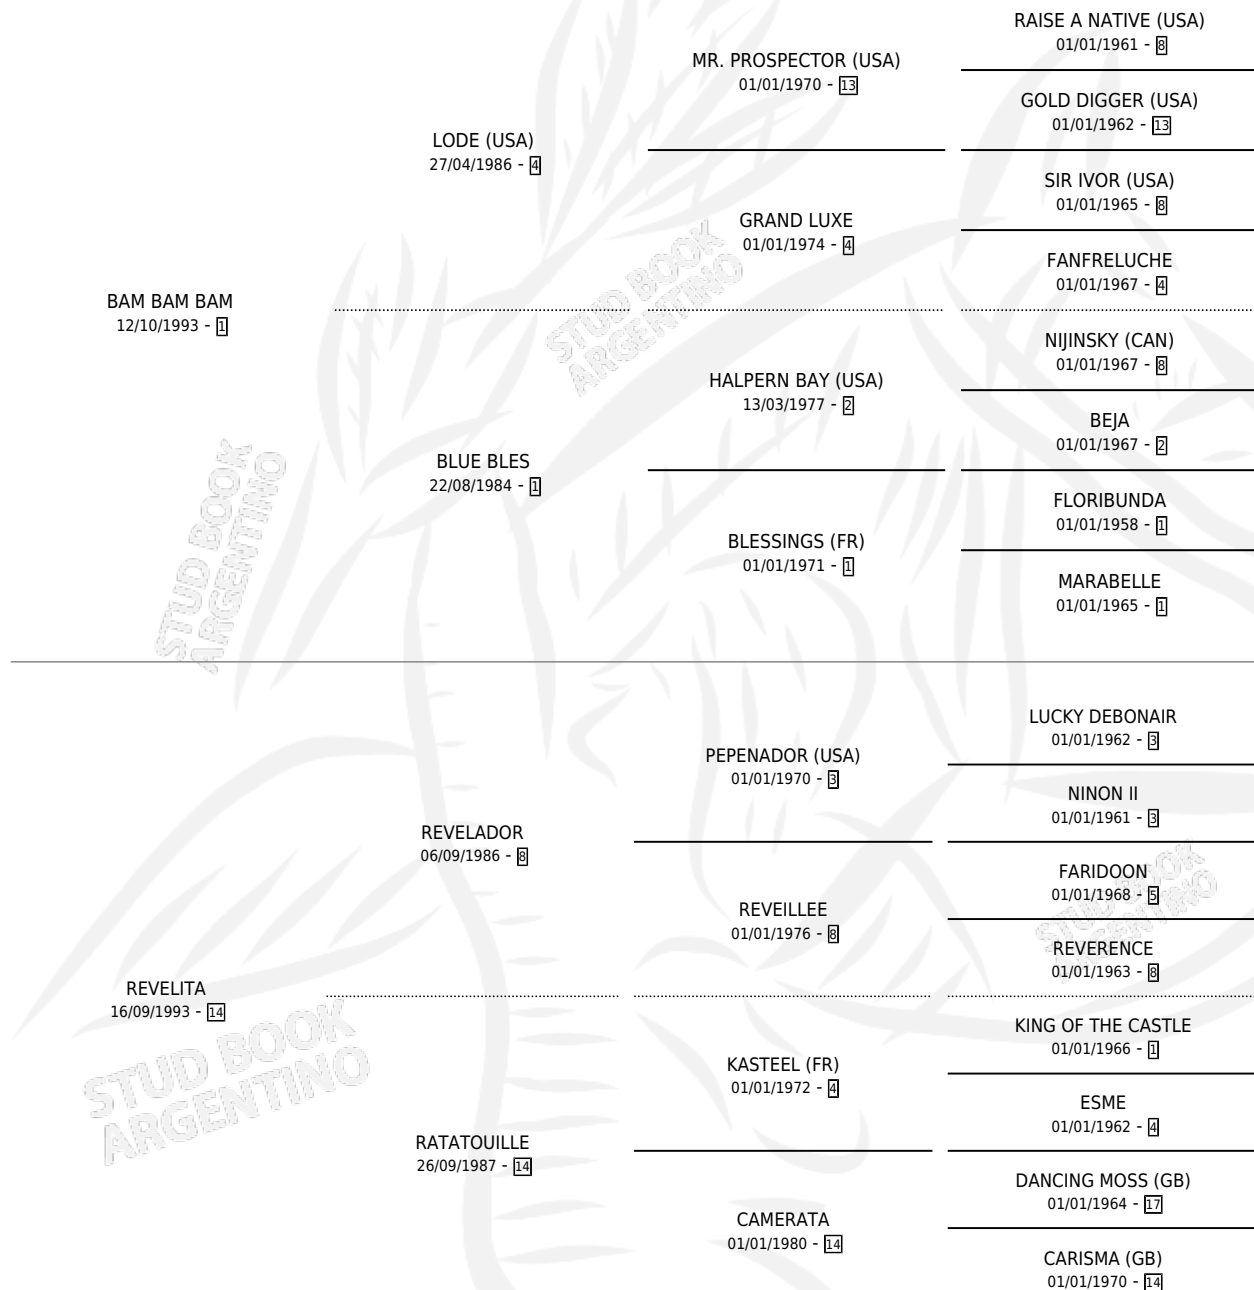 RAISE A NATIVE (USA)
01/01/1961 - 8
MR. PROSPECTOR (USA)
01/01/1970 - 13
GOLD DIGGER (USA)
01/01/1962 - 13
LODE (USA)
27/04/1986 - 4
SIR IVOR (USA)
01/01/1965 - 8
GRAND LUXE
01/01/1974 - 4
FANFRELUCHE
01/01/1967 - 4
BAM BAM BAM
12/10/1993 - 1
STUD BOOK
ARGENTINO
NIJINSKY (CAN)
01/01/1967 - 8
HALPERN BAY (USA)
13/03/1977 - 2
BEJA
01/01/1967 - 2
BLUE BLES
22/08/1984 - 1
FLORIBUNDA
01/01/1958 - 1
BLESSINGS (FR)
01/01/1971 - 1
MARABELLE
01/01/1965 - 1
STUD BOOK
ARGENTINO
LUCKY DEBONAIR
01/01/1962 - 3
PEPENADOR (USA)
01/01/1970 - 3
NINON II
01/01/1961 - 3
REVELADOR
06/09/1986 - 8
FARIDOON
01/01/1968 - 5
REVEILLEE
01/01/1976 - 8
STUD BOOK
ARGENTINO
REVERENCE
01/01/1963 - 8
REVELITA
16/09/1993 - 14
STUD BOOK
ARGENTINO
KING OF THE CASTLE
01/01/1966 - 1
KASTEEL (FR)
01/01/1972 - 4
ESME
01/01/1962 - 4
RATATOUILLE
26/09/1987 - 14
DANCING MOSS (GB)
01/01/1964 - 17
CAMERATA
01/01/1980 - 14
CARISMA (GB)
01/01/1970 - 14